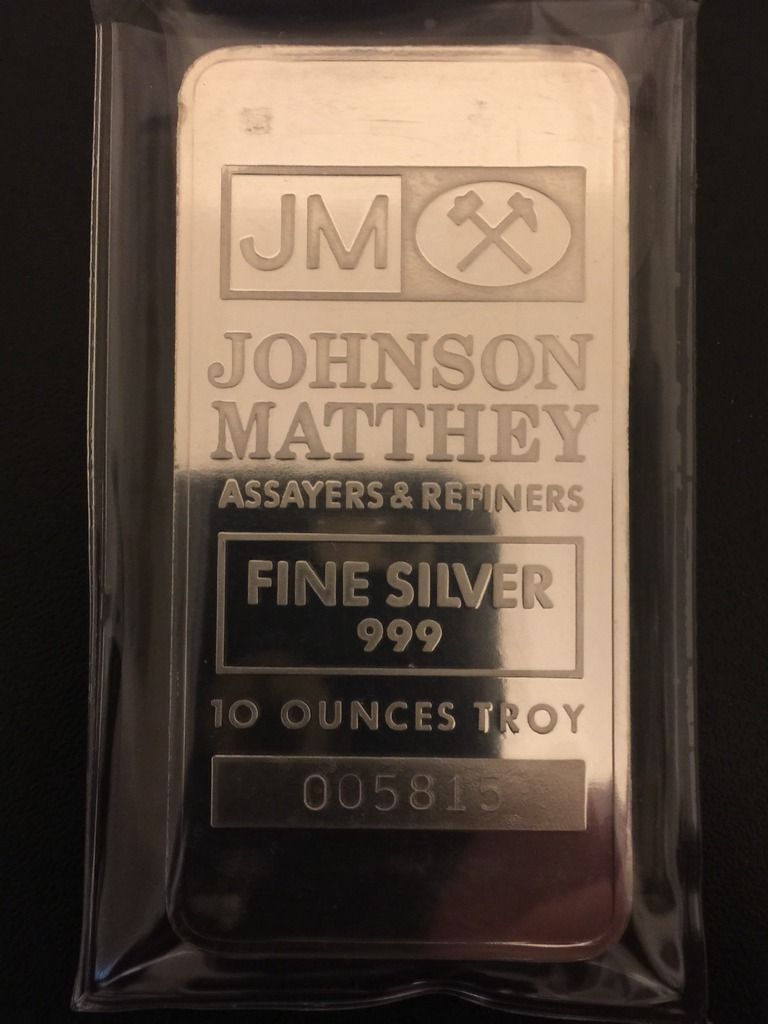 JM
JOHNSON
MATTHEY
ASSAYERS & REFINERS
FINE SILVER
999
10 OUNCES TROY
005815